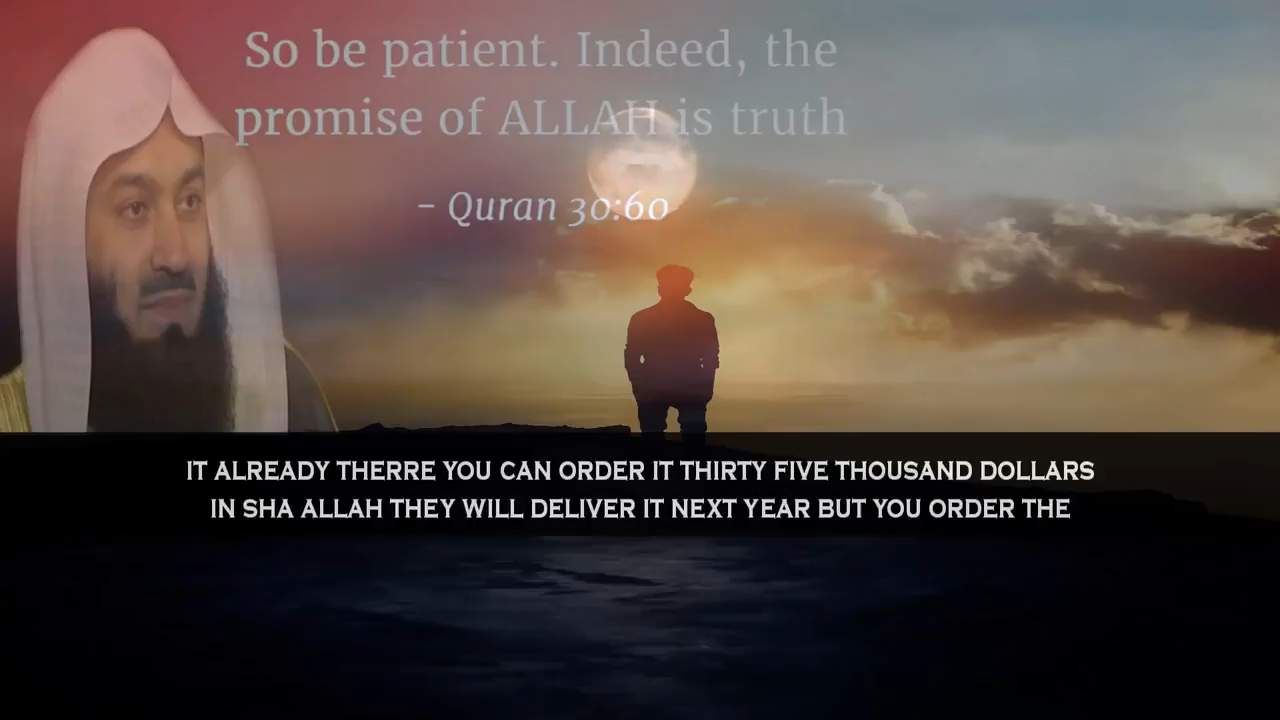 So be patient. Indeed, the
promise of ALLAH is truth
– Quran 30:60
IT ALREADY THERRE YOU CAN ORDER IT THIRTY FIVE THOUSAND DOLLARS
IN SHA ALLAH THEY WILL DELIVER IT NEXT YEAR BUT YOU ORDER THE